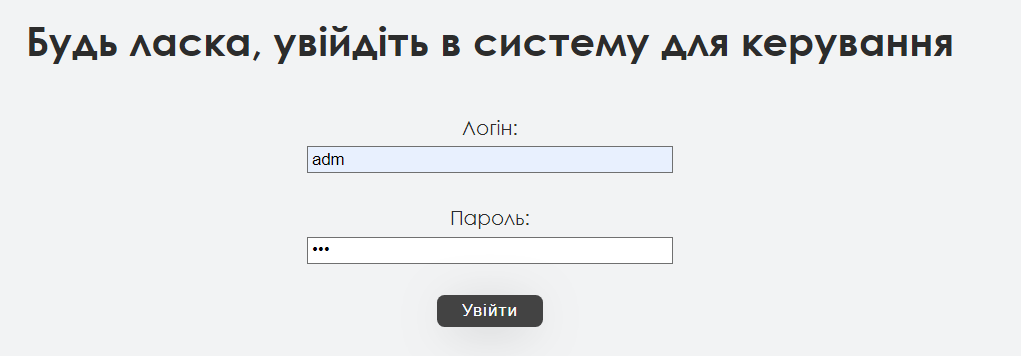 Будь ласка, увійдіть в систему для керування
Логін:
adm
Пароль:
•••
Увійти